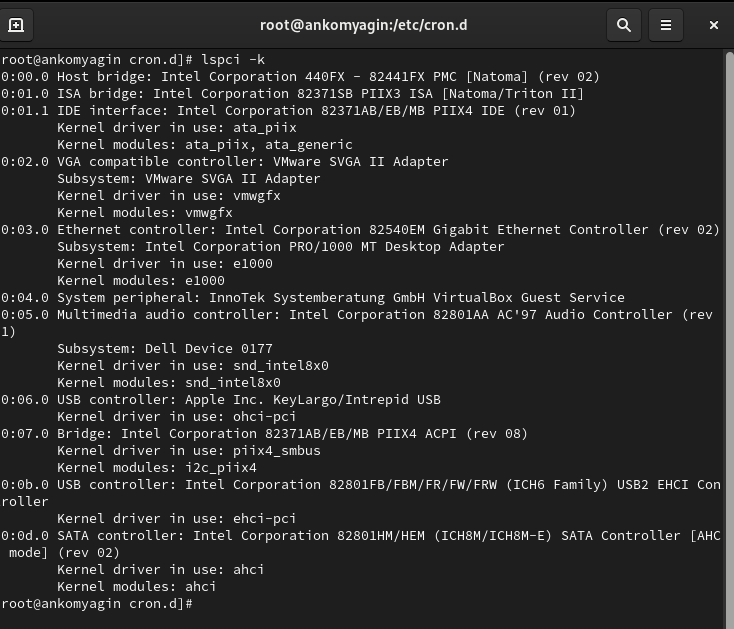 root@ankomyagin:/etc/cron.d
root@ankomyagin cron.d]# lspci -k
0:00.0 Host bridge: Intel Corporation 440FX - 82441FX PMC [Natoma] (rev 02)
0:01.0 ISA bridge: Intel Corporation 82371SB PIIX3 ISA [Natoma/Triton II]
0:01.1 IDE interface: Intel Corporation 82371AB/EB/MB PIIX4 IDE (rev 01)
Kernel driver in use: ata_piix
Kernel modules: ata_piix, ata_generic
0:02.0 VGA compatible controller: VMware SVGA II Adapter
Subsystem: VMware SVGA II Adapter
Kernel driver in use: vmwgfx
Kernel modules: vmwgfx
0:03.0 Ethernet controller: Intel Corporation 82540EM Gigabit Ethernet Controller (rev 02)
Subsystem: Intel Corporation PRO/1000 MT Desktop Adapter
Kernel driver in use: e1000
Kernel modules: e1000
0:04.0 System peripheral: InnoTek Systemberatung GmbH VirtualBox Guest Service
0:05.0 Multimedia audio controller: Intel Corporation 82801AA AC'97 Audio Controller (rev
1)
Subsystem: Dell Device 0177
Kernel driver in use: snd_intel8x0
Kernel modules: snd_intel8x0
0:06.0 USB controller: Apple Inc. KeyLargo/Intrepid USB
Kernel driver in use: ohci-pci
0:07.0 Bridge: Intel Corporation 82371AB/EB/MB PIIX4 ACPI (rev 08)
Kernel driver in use: piix4_smbus
Kernel modules: i2c_piix4
0:0b.0 USB controller: Intel Corporation 82801FB/FBM/FR/FW/FRW (ICH6 Family) USB2 EHCI Con
roller
Kernel driver in use: ehci-pci
0:0d.0 SATA controller: Intel Corporation 82801HM/HEM (ICH8M/ICH8M-E) SATA Controller [AHC
mode] (rev 02)
Kernel driver in use: ahci
Kernel modules: ahci
root@ankomyagin cron.d]#